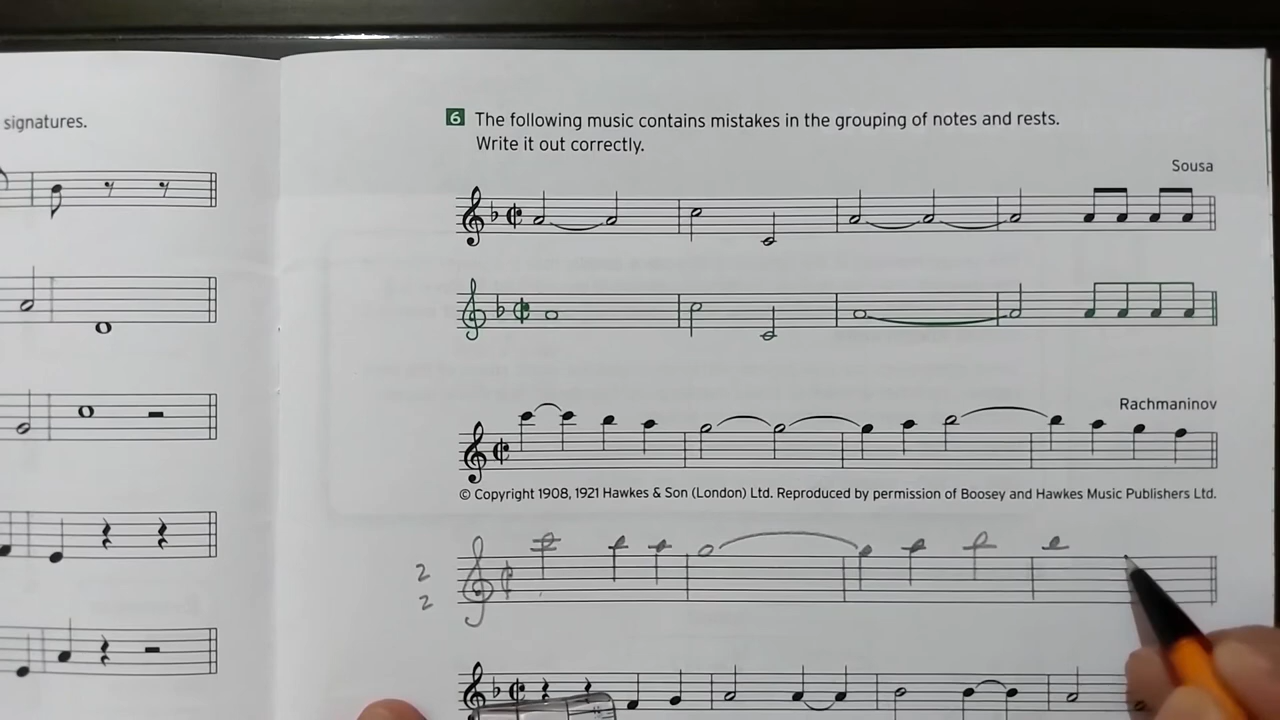 signatures.
6 The following music contains mistakes in the grouping of notes and rests.
Write it out correctly.
Sousa
Rachmaninov
© Copyright 1908, 1921 Hawkes & Son (London) Ltd. Reproduced by permission of Boosey and Hawkes Music Publishers Ltd.
2
2